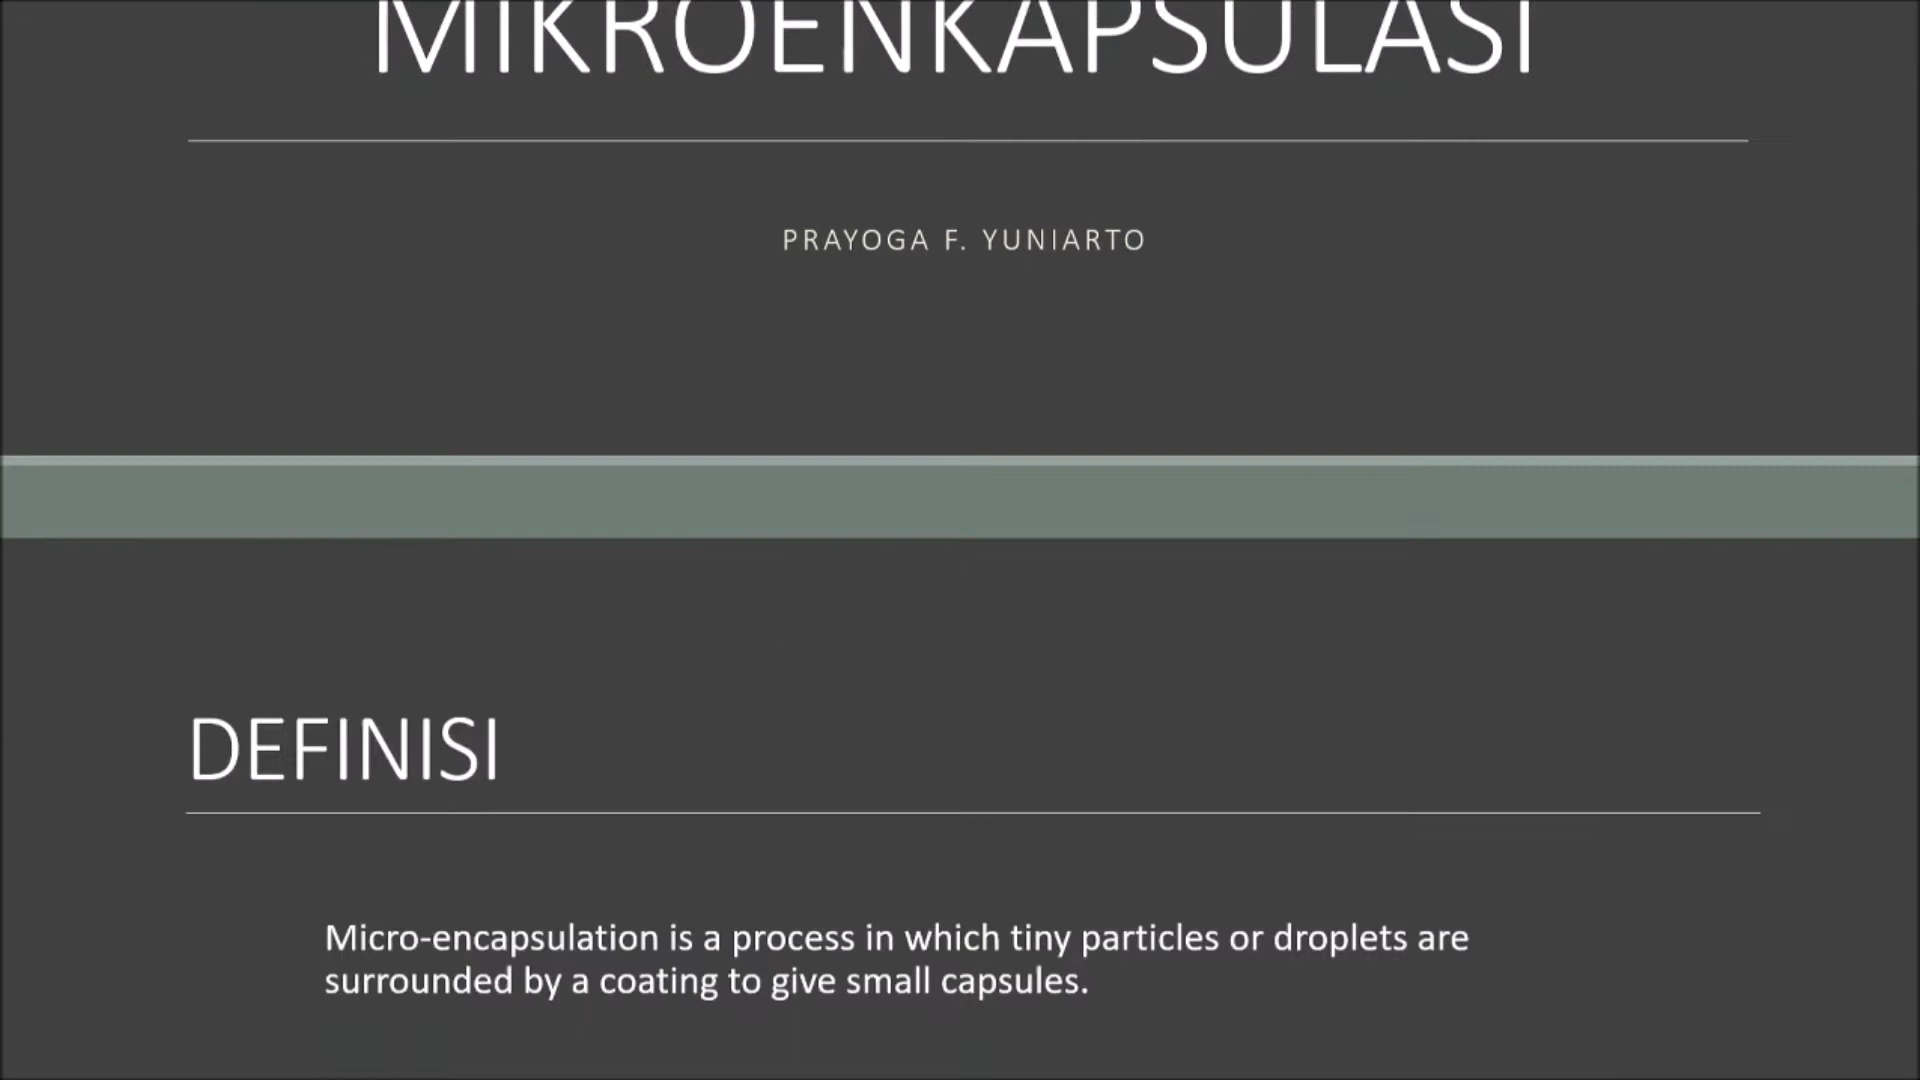 MIKROENKAPSULASI
PRAYOGA F. YUNIARTO
DEFINISI
Micro-encapsulation is a process in which tiny particles or droplets are
surrounded by a coating to give small capsules.